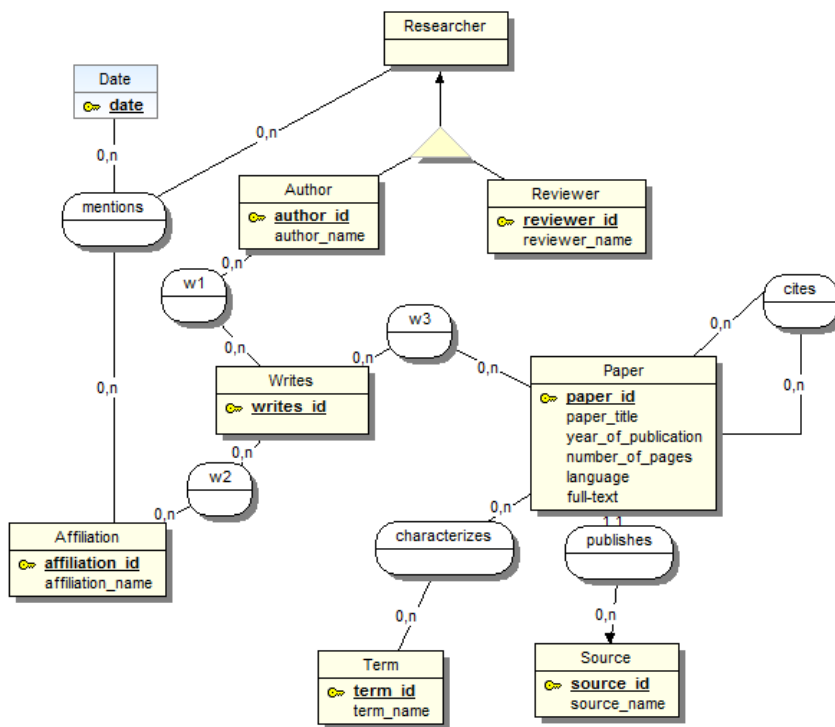 Researcher
Date
date
0,n
0,n
mentions
Author
author_id
author_name
Reviewer
reviewer_id
reviewer_name
0,n
w1
cites
w3
0,n
0,n
0,n
0,n
0,n
0,n
0,n
Writes
writes_id
Paper
paper_id
paper_title
year_of_publication
number_of_pages
language
full-text
0,n
w2
0,n
0,n
1,1
Affiliation
affiliation_id
affiliation_name
characterizes
publishes
0,n
0,n
Term
term_id
term_name
Source
source_id
source_name